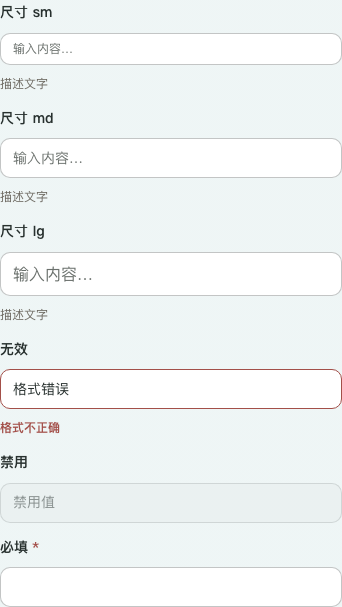 尺寸 sm
输入内容...
描述文字
尺寸 md
输入内容...
描述文字
尺寸 lg
输入内容...
描述文字
无效
格式错误
格式不正确
禁用
禁用值
必填 *